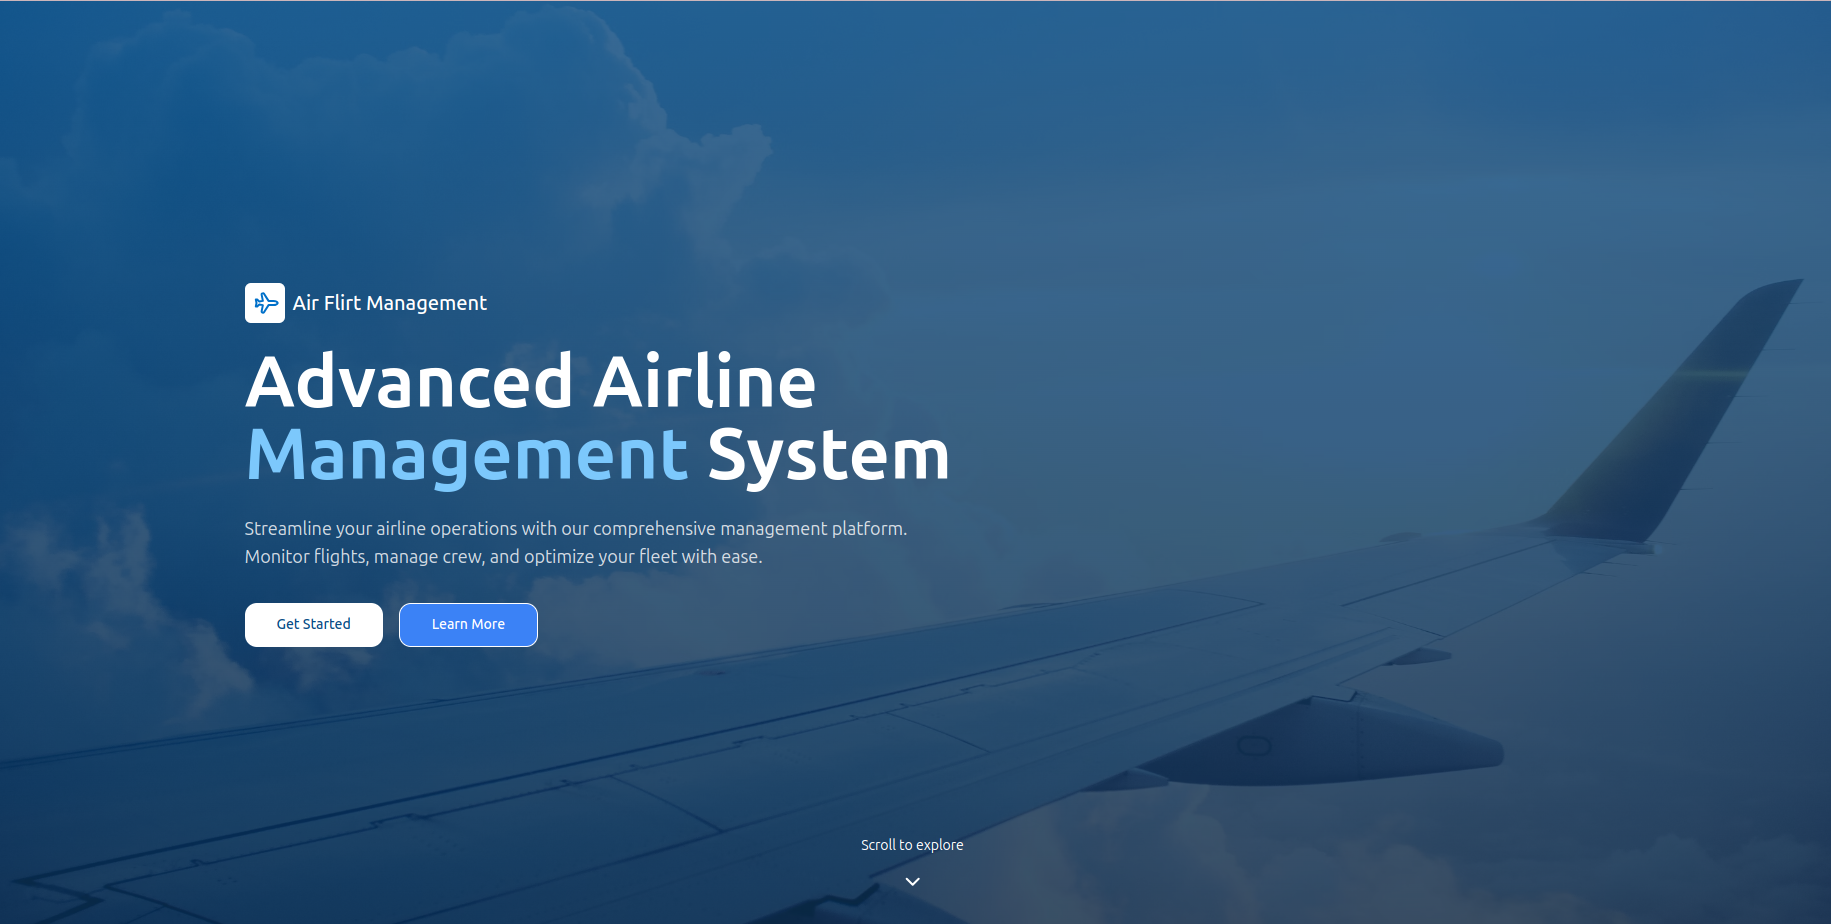 Air Flirt Management
Advanced Airline
Management System
Streamline your airline operations with our comprehensive management platform.
Monitor flights, manage crew, and optimize your fleet with ease.
Get Started
Learn More
Scroll to explore